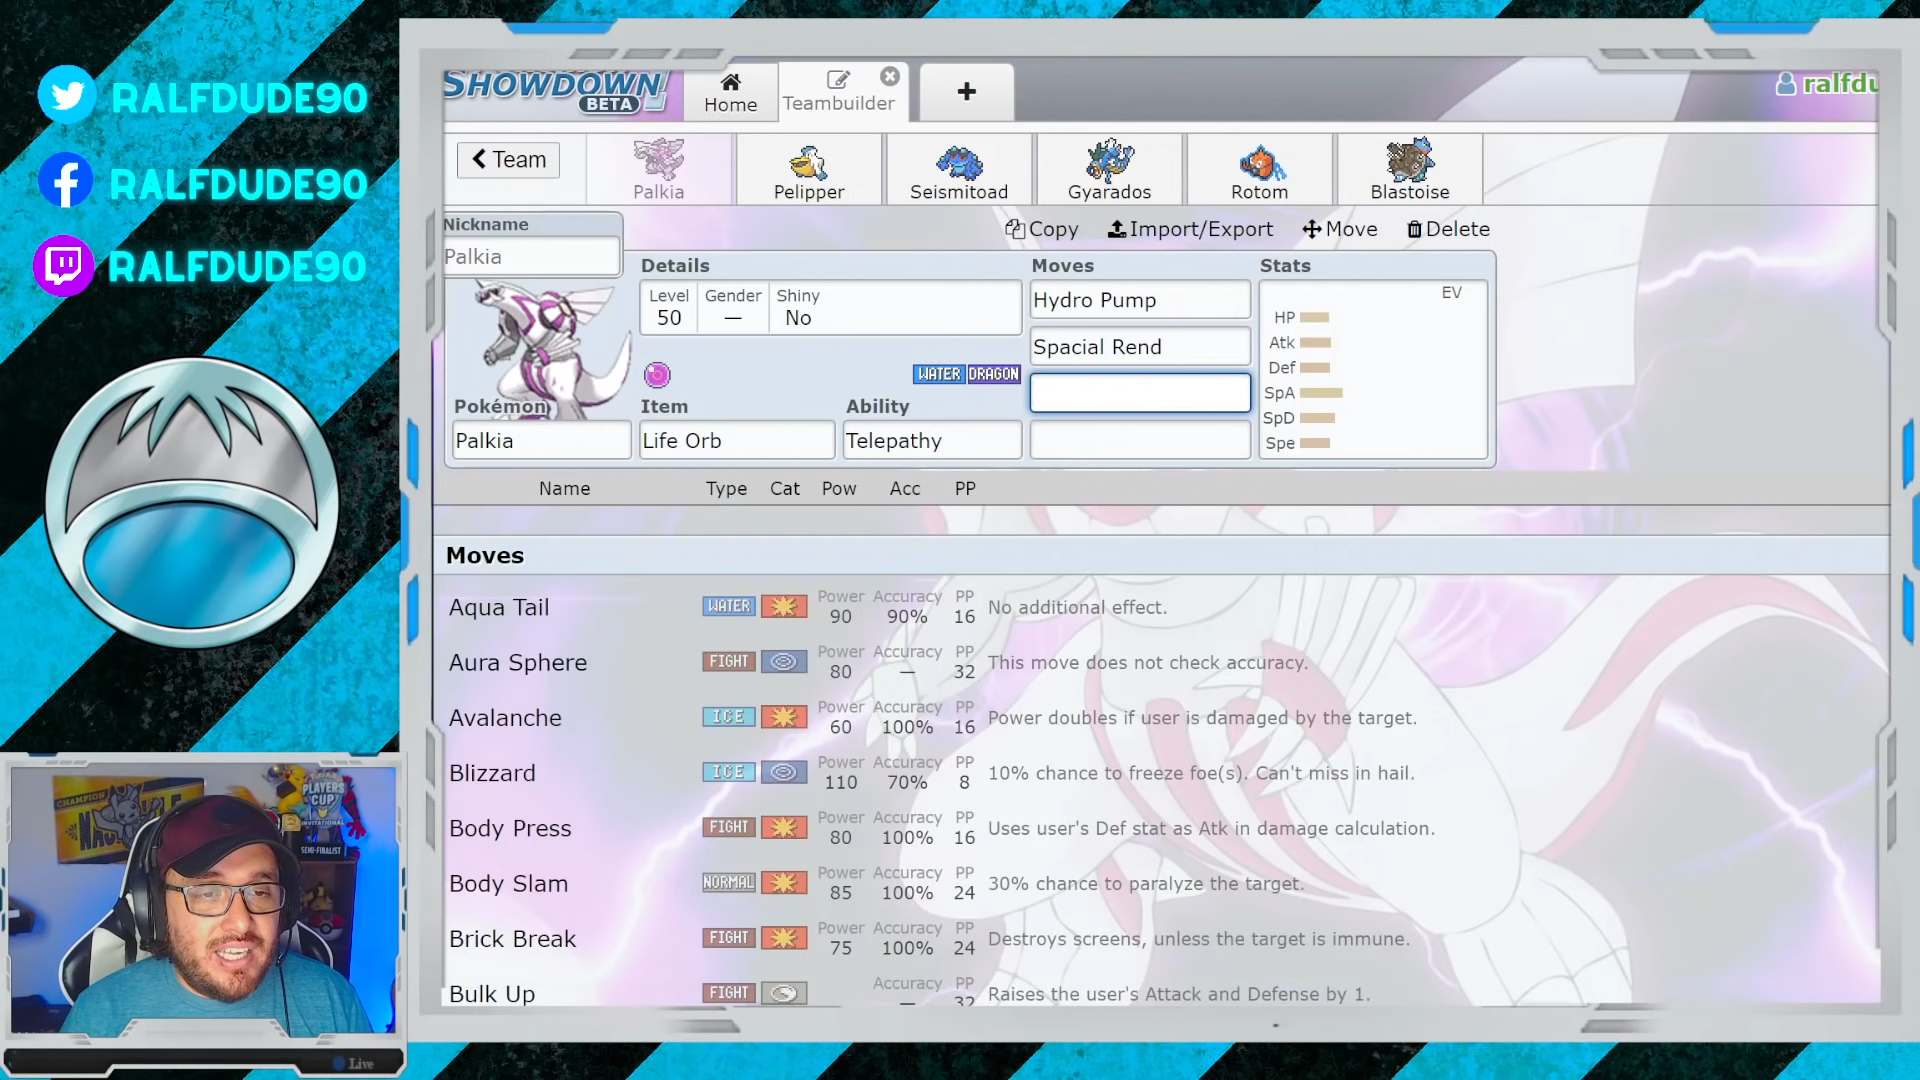 RALFDUDE90
RALFDUDE90
RALFDUDE90
SHOWDOWN
BETA
Home
Teambuilder
+
ralfdu
Team
Palkia
Pelipper
Seismitoad
Gyarados
Rotom
Blastoise
Nickname
Palkia
Copy
Import/Export
Move
Delete
Details
Level
50
Gender
—
Shiny
No
WATER DRAGON
Pokémon
Palkia
Item
Life Orb
Ability
Telepathy
Moves
Hydro Pump
Spacial Rend
Stats
EV
HP
Atk
Def
SpA
SpD
Spe
Name Type Cat Pow Acc PP
Moves
Aqua Tail WATER Power 90 Accuracy 90% PP 16 No additional effect.
Aura Sphere FIGHT Power 80 Accuracy — PP 32 This move does not check accuracy.
Avalanche ICE Power 60 Accuracy 100% PP 16 Power doubles if user is damaged by the target.
Blizzard ICE Power 110 Accuracy 70% PP 8 10% chance to freeze foe(s). Can't miss in hail.
Body Press FIGHT Power 80 Accuracy 100% PP 16 Uses user's Def stat as Atk in damage calculation.
Body Slam NORMAL Power 85 Accuracy 100% PP 24 30% chance to paralyze the target.
Brick Break FIGHT Power 75 Accuracy 100% PP 24 Destroys screens, unless the target is immune.
Bulk Up FIGHT Accuracy — PP 32 Raises the user's Attack and Defense by 1.
CHAMPION
PLAYERS
CUP
INVITATIONAL
SEMI-FINALIST
Live